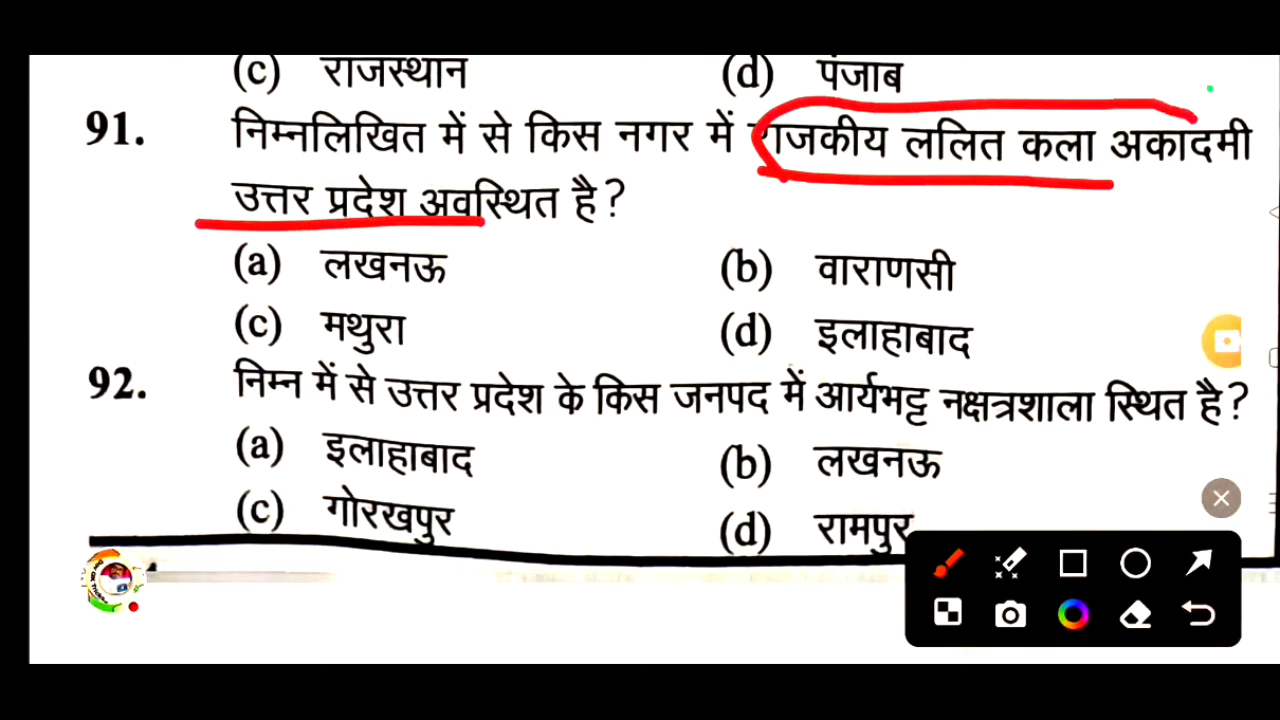 (c) राजस्थान (d) पंजाब
91. निम्नलिखित में से किस नगर में राजकीय ललित कला अकादमी
उत्तर प्रदेश अवस्थित है?
(a) लखनऊ (b) वाराणसी
(c) मथुरा (d) इलाहाबाद
92. निम्न में से उत्तर प्रदेश के किस जनपद में आर्यभट्ट नक्षत्रशाला स्थित है?
(a) इलाहाबाद (b) लखनऊ
(c) गोरखपुर (d) रामपुर